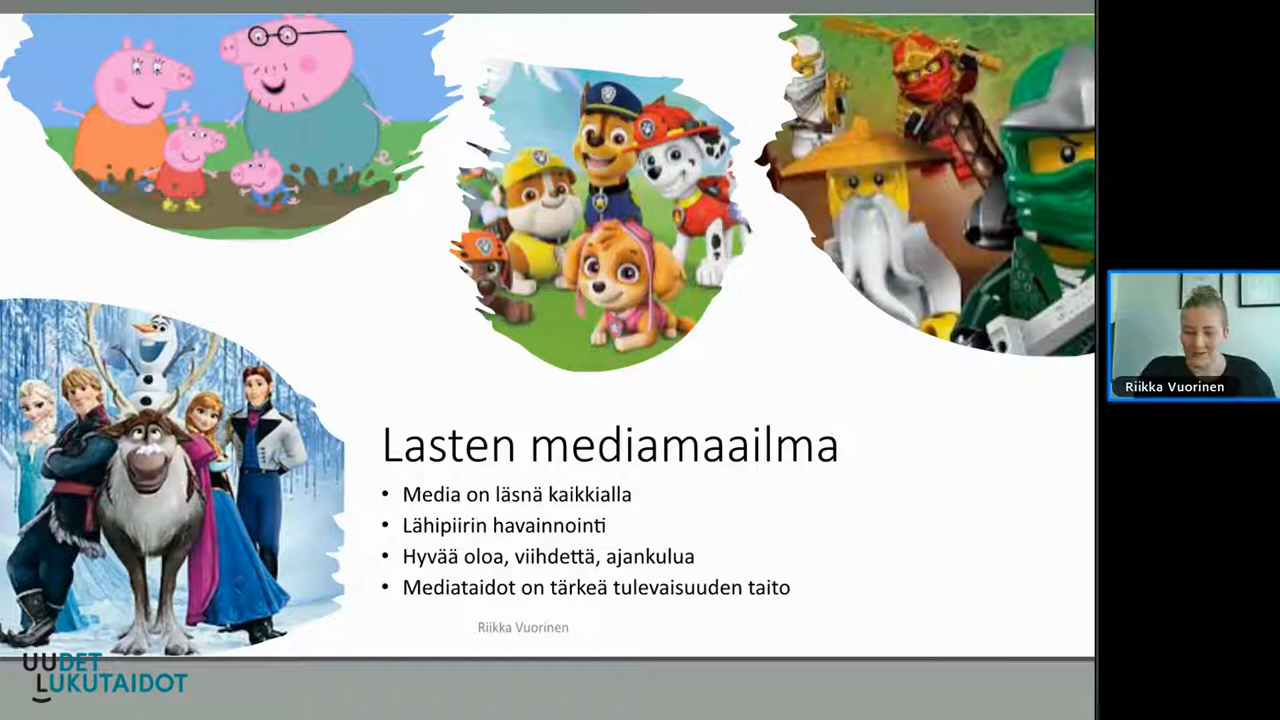 Lasten mediamaailma
• Media on läsnä kaikkialla
• Lähipiirin havainnointi
• Hyvää oloa, viihdettä, ajankulua
• Mediataidot on tärkeä tulevaisuuden taito
Riikka Vuorinen
UUDET
LUKUTAIDOT
Riikka Vuorinen